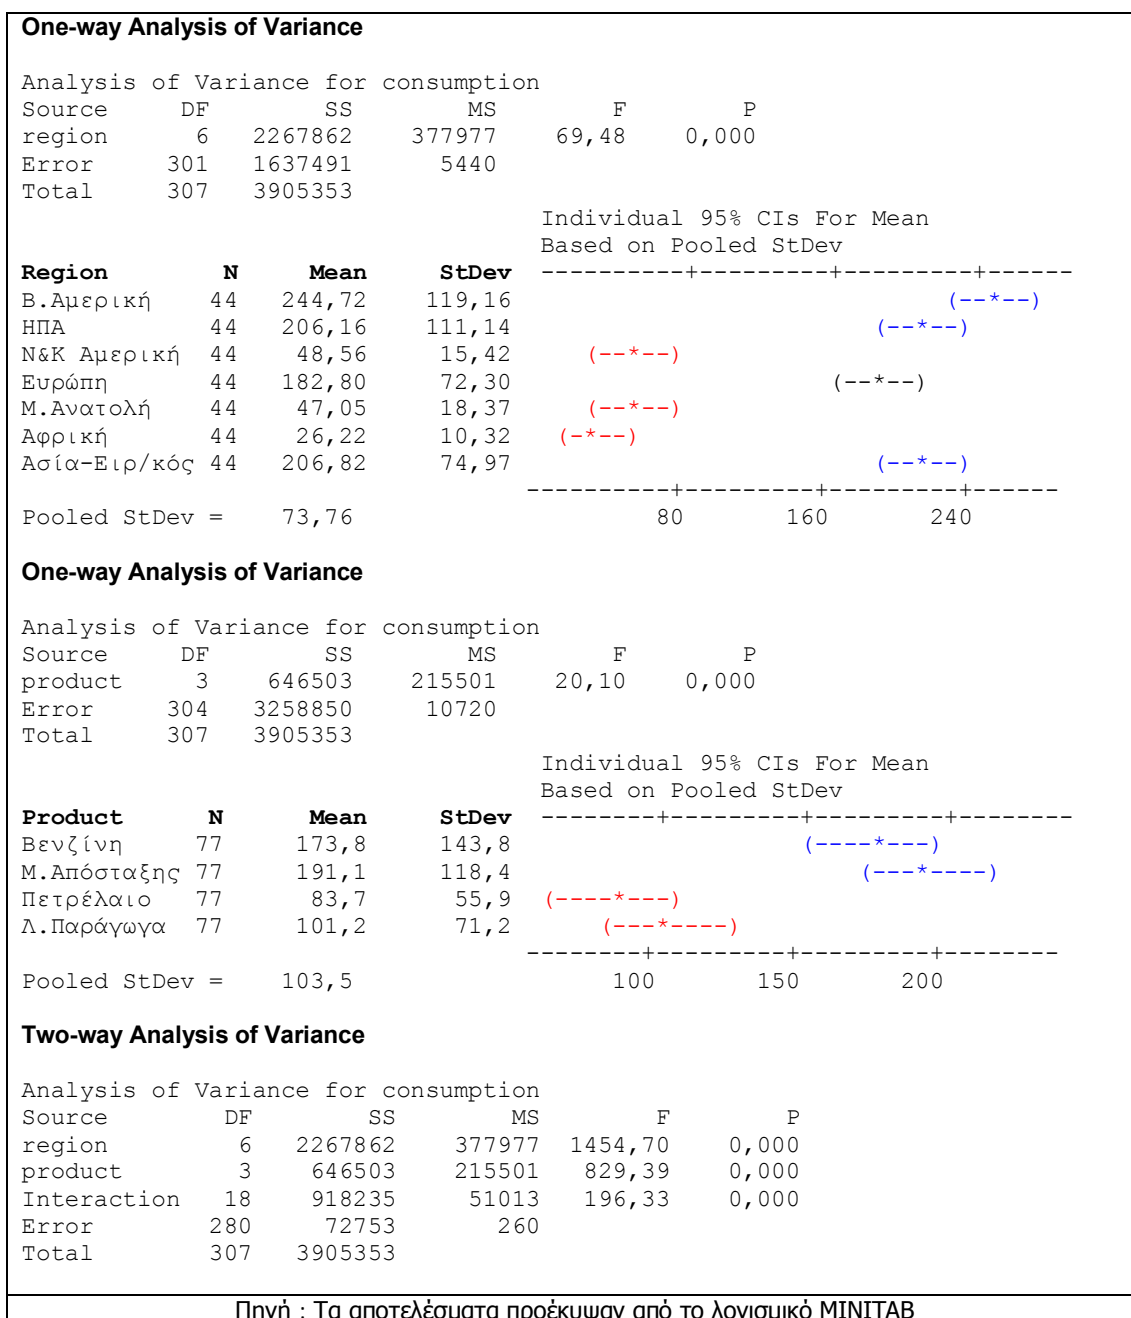 One-way Analysis of Variance
Analysis of Variance for consumption
Source DF SS MS F P
region 6 2267862 377977 69,48 0,000
Error 301 1637491 5440
Total 307 3905353
Individual 95% CIs For Mean
Based on Pooled StDev
Region N Mean StDev ----------+---------+---------+------
Β.Αμερική 44 244,72 119,16 (--*--)
ΗΠΑ 44 206,16 111,14 (--*--)
Ν&Κ Αμερική 44 48,56 15,42 (--*--)
Ευρώπη 44 182,80 72,30 (--*--)
Μ.Ανατολή 44 47,05 18,37 (--*--)
Αφρική 44 26,22 10,32 (-*--)
Ασία-Ειρ/κός 44 206,82 74,97 (--*--)
----------+---------+---------+------
Pooled StDev = 73,76 80 160 240
One-way Analysis of Variance
Analysis of Variance for consumption
Source DF SS MS F P
product 3 646503 215501 20,10 0,000
Error 304 3258850 10720
Total 307 3905353
Individual 95% CIs For Mean
Based on Pooled StDev
Product N Mean StDev --------+---------+---------+--------
Βενζίνη 77 173,8 143,8 (----*---)
Μ.Απόσταξης 77 191,1 118,4 (---*----)
Πετρέλαιο 77 83,7 55,9 (----*---)
Λ.Παράγωγα 77 101,2 71,2 (---*----)
--------+---------+---------+--------
Pooled StDev = 103,5 100 150 200
Two-way Analysis of Variance
Analysis of Variance for consumption
Source DF SS MS F P
region 6 2267862 377977 1454,70 0,000
product 3 646503 215501 829,39 0,000
Interaction 18 918235 51013 196,33 0,000
Error 280 72753 260
Total 307 3905353
Πηγή : Τα αποτελέσματα προέκυψαν από το λογισμικό MINITAB